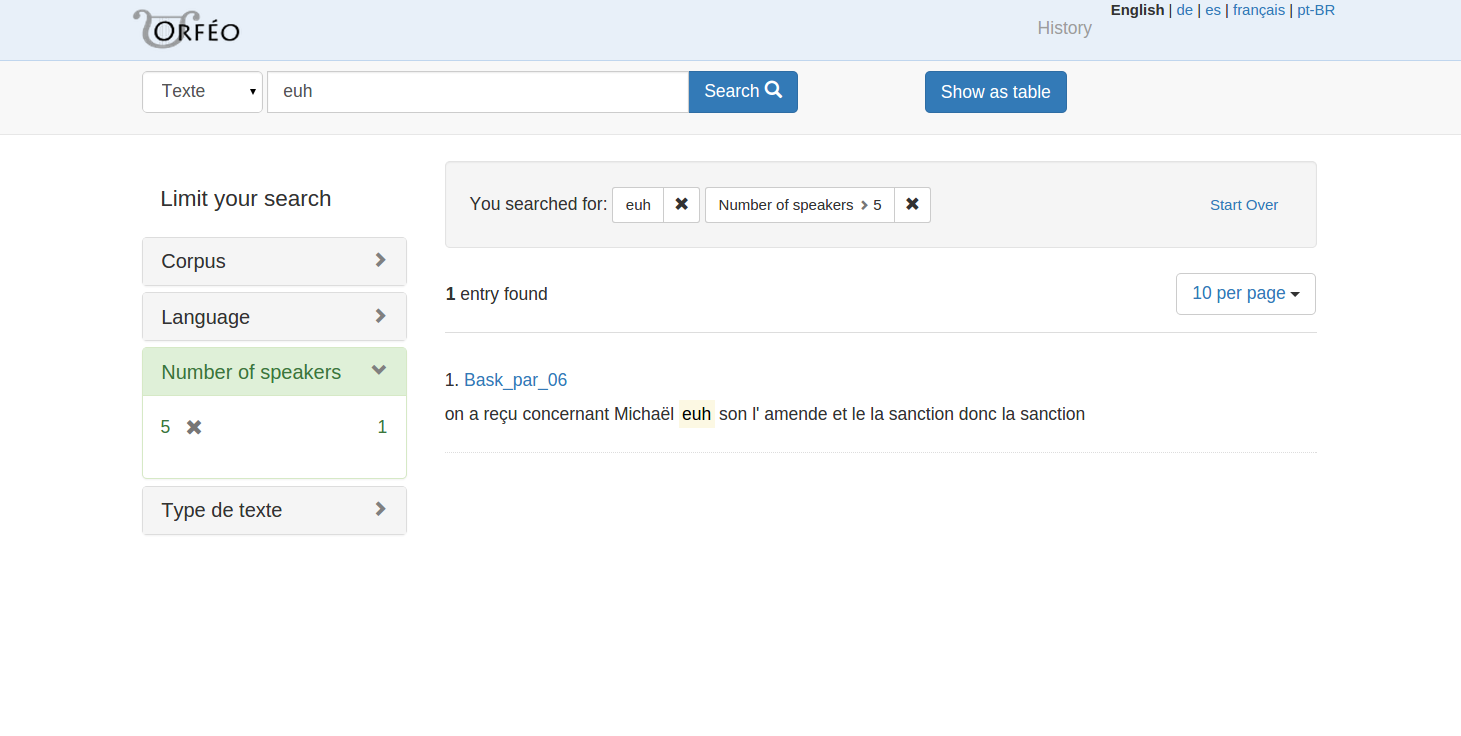 ORFÉO
History
English | de | es | français | pt-BR
Texte
euh
Search
Show as table
Limit your search
Corpus
Language
Number of speakers
5 ✖ 1
Type de texte
You searched for: euh ✖ Number of speakers > 5 ✖ Start Over
1 entry found
10 per page
1. Bask_par_06
on a reçu concernant Michaël euh son l' amende et le la sanction donc la sanction